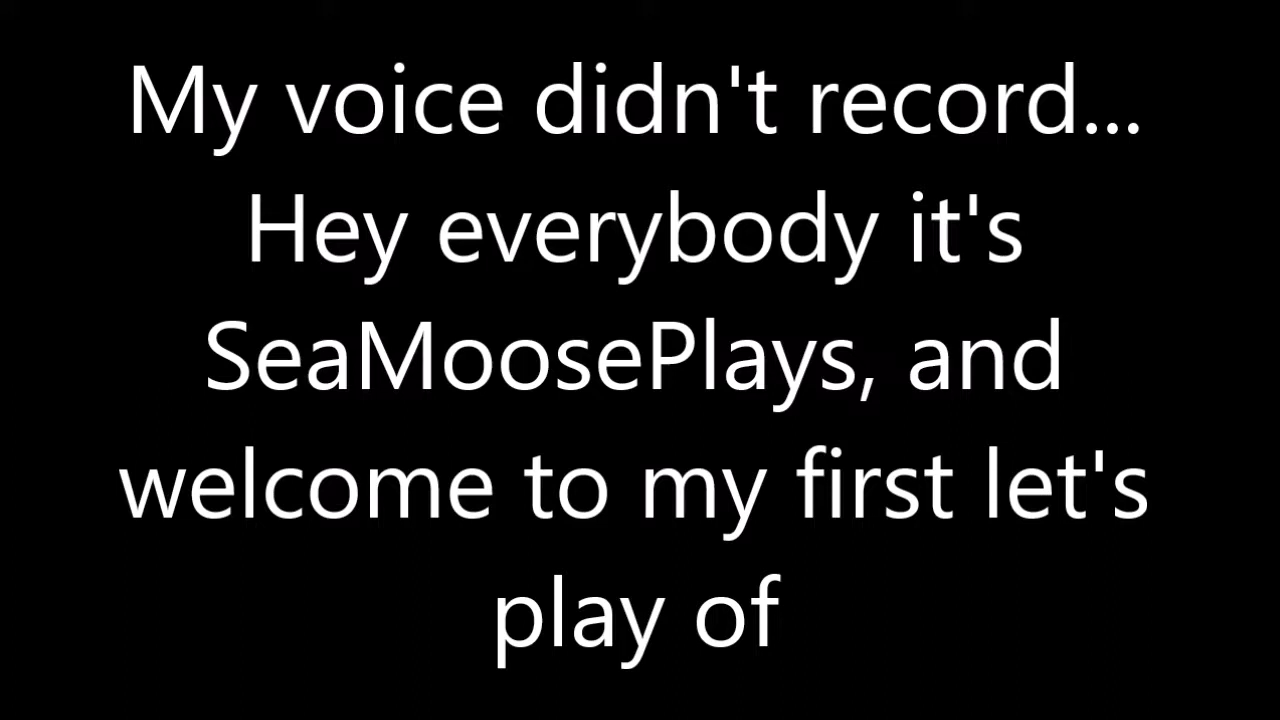 My voice didn't record...
Hey everybody it's
SeaMoosePlays, and
welcome to my first let's
play of